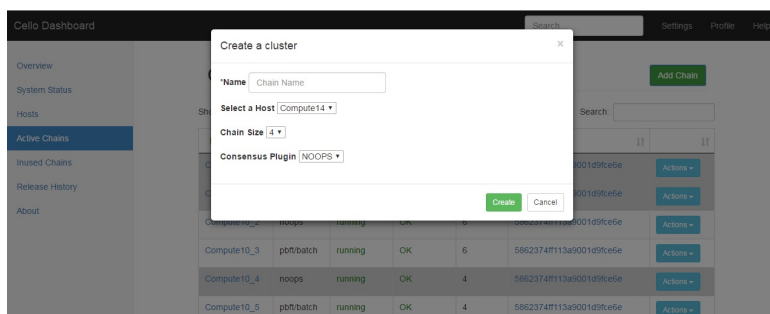 Cello Dashboard
Search
Settings Profile Help
Create a cluster ×
*Name Chain Name
Select a Host Compute14
Chain Size 4
Consensus Plugin NOOPS
Create Cancel
Overview
System Status
Hosts
Active Chains
Inused Chains
Release History
About
Add Chain
Search:
9001d9fce6e Actions
9001d9fce6e Actions
Compute10_2 noops running OK 6 5862374ff113a9001d9fce6e Actions
Compute10_3 pbft/batch running OK 6 5862374ff113a9001d9fce6e Actions
Compute10_4 noops running OK 4 5862374ff113a9001d9fce6e Actions
Compute10_5 pbft/batch running OK 4 5862374ff113a9001d9fce6e Actions